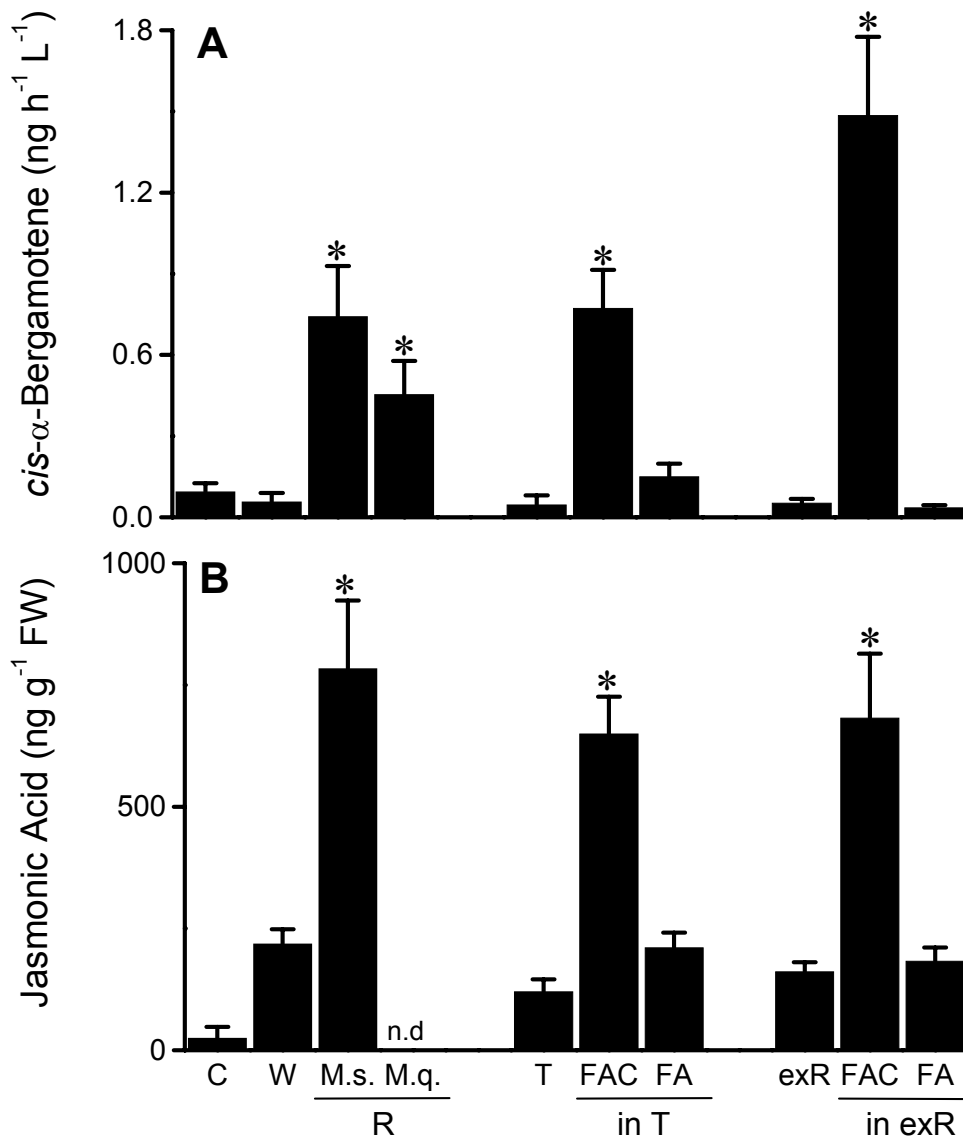 A
cis-α-Bergamotene (ng h⁻¹ L⁻¹)
1.8
1.2
0.6
0.0
*
*
*
*
B
Jasmonic Acid (ng g⁻¹ FW)
1000
500
0
*
*
*
n.d
C W M.s. M.q. T FAC FA exR FAC FA
R in T in exR